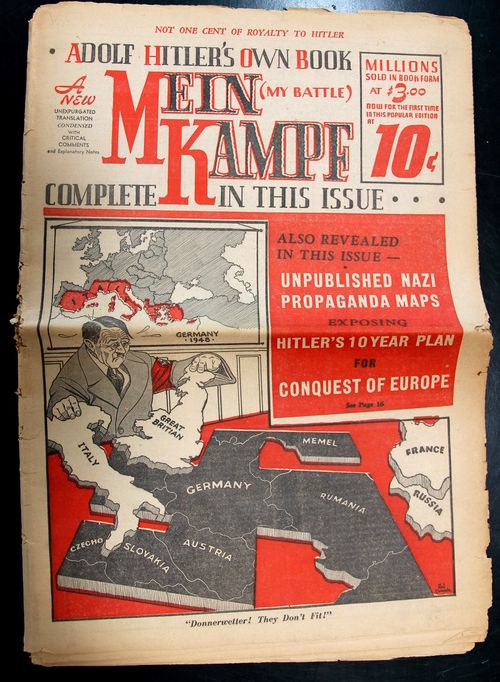 NOT ONE CENT OF ROYALTY TO HITLER
• ADOLF HITLER'S OWN BOOK
A
NEW
UNEXPURGATED
TRANSLATION
CONDENSED
WITH
CRITICAL
COMMENTS
and Explanatory Notes
MEIN (MY BATTLE)
KAMPF
MILLIONS
SOLD IN BOOK FORM
AT $3.00
NOW FOR THE FIRST TIME
IN THIS POPULAR EDITION
AT
10¢
COMPLETE IN THIS ISSUE • • •
ALSO REVEALED
IN THIS ISSUE —
UNPUBLISHED NAZI
PROPAGANDA MAPS
EXPOSING
HITLER'S 10 YEAR PLAN
FOR
CONQUEST OF EUROPE
See Page 16
GERMANY
• 1948 •
GREAT
BRITIAN
ITALY
MEMEL
FRANCE
RUSSIA
GERMANY
RUMANIA
CZECHO
SLOVAKIA
AUSTRIA
"Donnerwetter! They Don't Fit!"